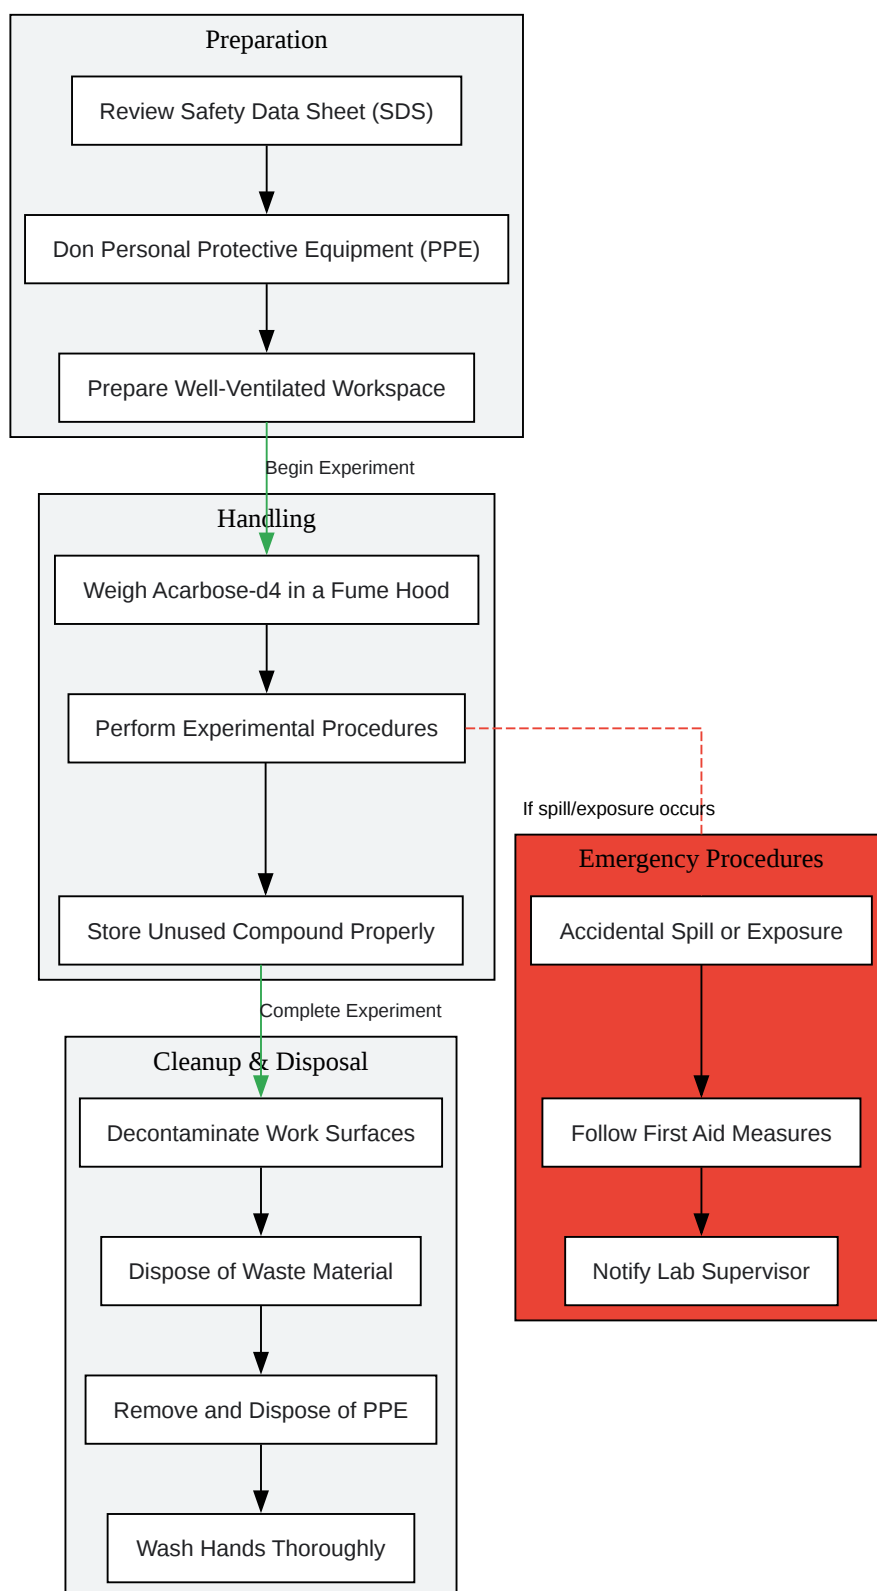 Preparation
Review Safety Data Sheet (SDS)
Don Personal Protective Equipment (PPE)
Prepare Well-Ventilated Workspace
Begin Experiment
Handling
Weigh Acarbose-d4 in a Fume Hood
Perform Experimental Procedures
If spill/exposure occurs
Emergency Procedures
Store Unused Compound Properly
Accidental Spill or Exposure
Complete Experiment
Cleanup & Disposal
Decontaminate Work Surfaces
Follow First Aid Measures
Dispose of Waste Material
Notify Lab Supervisor
Remove and Dispose of PPE
Wash Hands Thoroughly